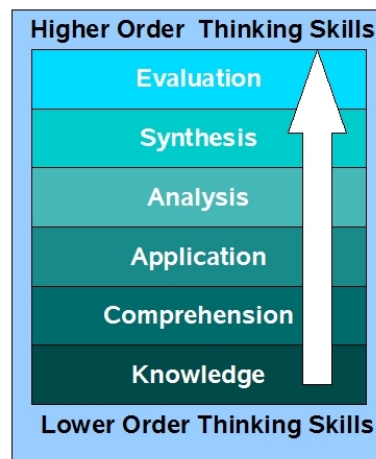 Higher Order Thinking Skills
Evaluation
Synthesis
Analysis
Application
Comprehension
Knowledge
Lower Order Thinking Skills